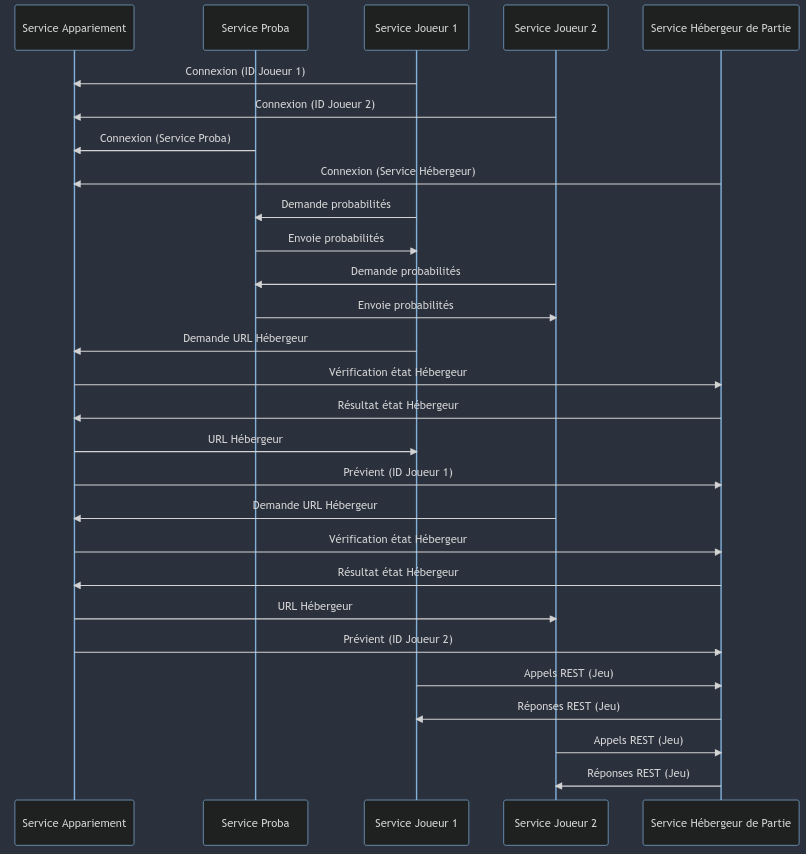 Service Appariement
Service Proba
Service Joueur 1
Service Joueur 2
Service Hébergeur de Partie
Connexion (ID Joueur 1)
Connexion (ID Joueur 2)
Connexion (Service Proba)
Connexion (Service Hébergeur)
Demande probabilités
Envoie probabilités
Demande probabilités
Envoie probabilités
Demande URL Hébergeur
Vérification état Hébergeur
Résultat état Hébergeur
URL Hébergeur
Prévient (ID Joueur 1)
Demande URL Hébergeur
Vérification état Hébergeur
Résultat état Hébergeur
URL Hébergeur
Prévient (ID Joueur 2)
Appels REST (Jeu)
Réponses REST (Jeu)
Appels REST (Jeu)
Réponses REST (Jeu)
Service Appariement
Service Proba
Service Joueur 1
Service Joueur 2
Service Hébergeur de Partie